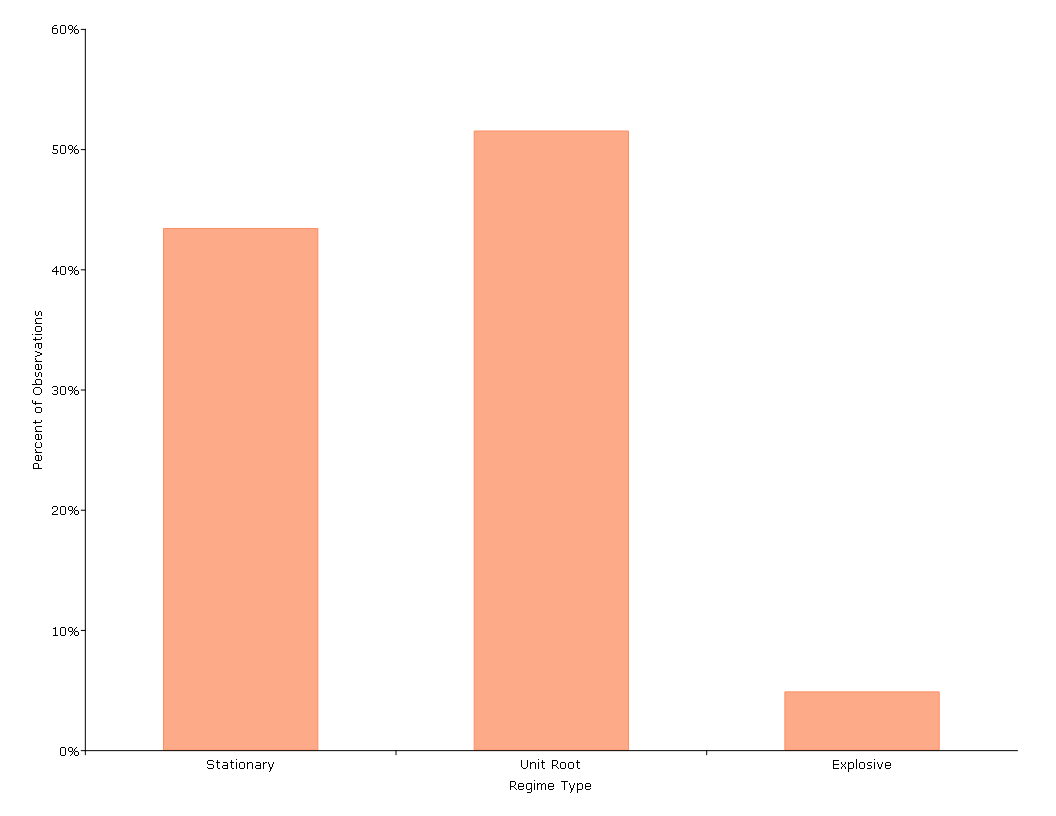 60%
50%
40%
30%
20%
10%
0%
Percent of Observations
Stationary
Unit Root
Explosive
Regime Type